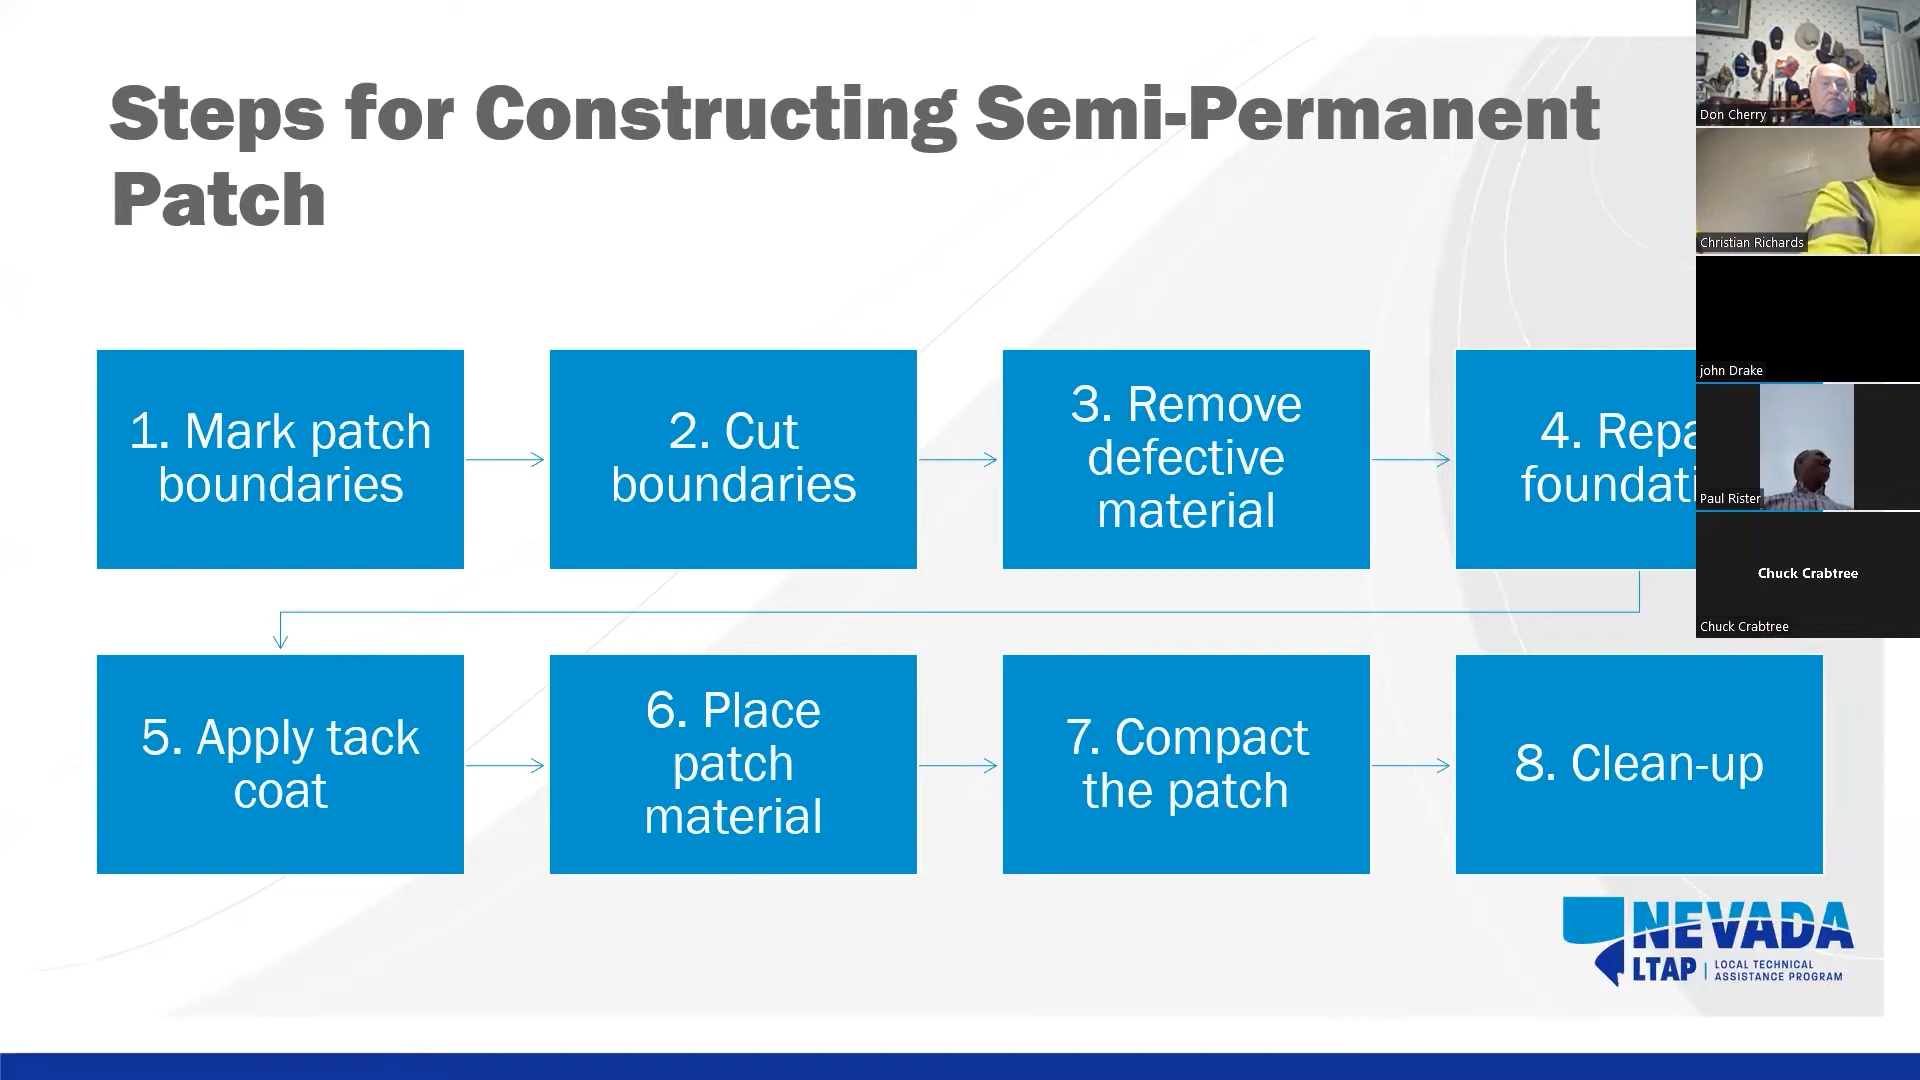 Steps for Constructing Semi-Permanent
Patch
1. Mark patch
boundaries
2. Cut
boundaries
3. Remove
defective
material
4. Repa
foundati
5. Apply tack
coat
6. Place
patch
material
7. Compact
the patch
8. Clean-up
NEVADA
LTAP
LOCAL TECHNICAL
ASSISTANCE PROGRAM
Don Cherry
Christian Richards
john Drake
Paul Rister
Chuck Crabtree
Chuck Crabtree